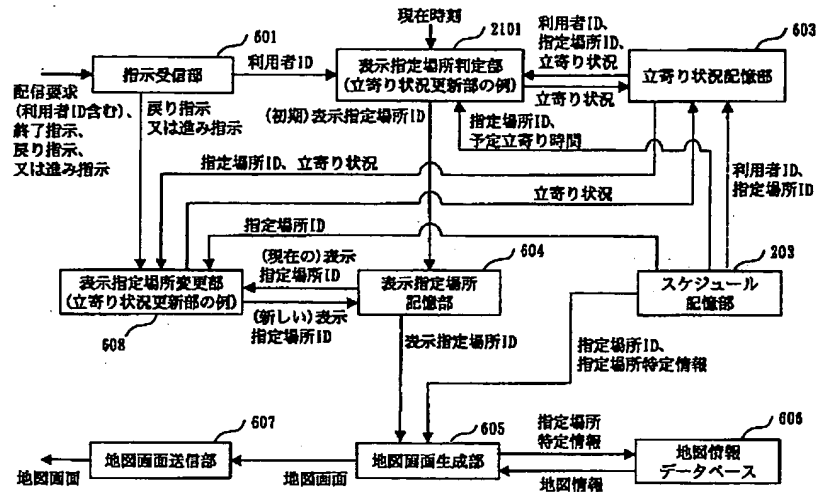 現在時刻
601
指示受信部
利用者ID
2101
表示指定場所判定部
(立寄り状況更新部の例)
利用者ID、
指定場所ID、
立寄り状況
立寄り状況
603
立寄り状況記憶部
配信要求
(利用者ID含む)、
終了指示、
戻り指示、
又は進み指示
戻り指示
又は進み指示
(初期)表示指定場所ID
指定場所ID、
予定立寄り時間
指定場所ID、立寄り状況
立寄り状況
利用者ID、
指定場所ID
指定場所ID
表示指定場所変更部
(立寄り状況更新部の例)
608
(現在の)表示
指定場所ID
(新しい)表示
指定場所ID
604
表示指定場所
記憶部
203
スケジュール
記憶部
表示指定場所ID
指定場所ID、
指定場所特定情報
607
地図画面送信部
地図画面
地図画面
605
地図画面生成部
指定場所
特定情報
地図情報
606
地図情報
データベース